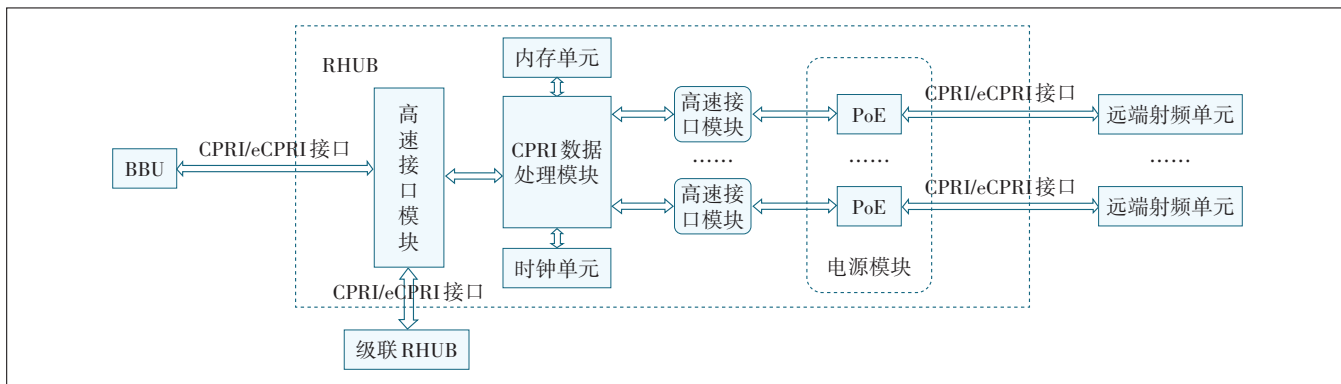 RHUB
内存单元
高
速
接
口
模
块
CPRI数据
处理模块
时钟单元
高速接
口模块
……
高速接
口模块
PoE
……
PoE
电源模块
CPRI/eCPRI接口
远端射频单元
……
CPRI/eCPRI接口
远端射频单元
BBU
CPRI/eCPRI接口
CPRI/eCPRI接口
级联RHUB